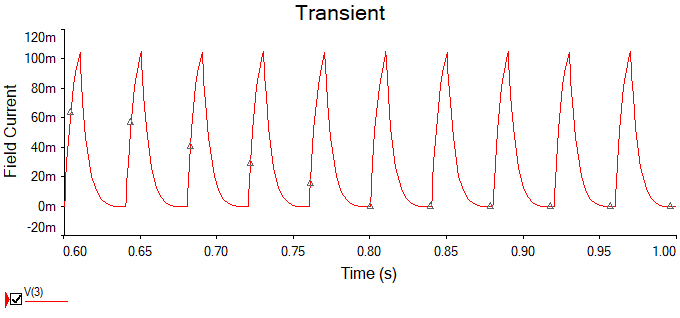 Transient
120m
100m
80m
60m
40m
20m
0m
-20m
Field Current
0.60
0.65
0.70
0.75
0.80
0.85
0.90
0.95
1.00
Time (s)
V(3)